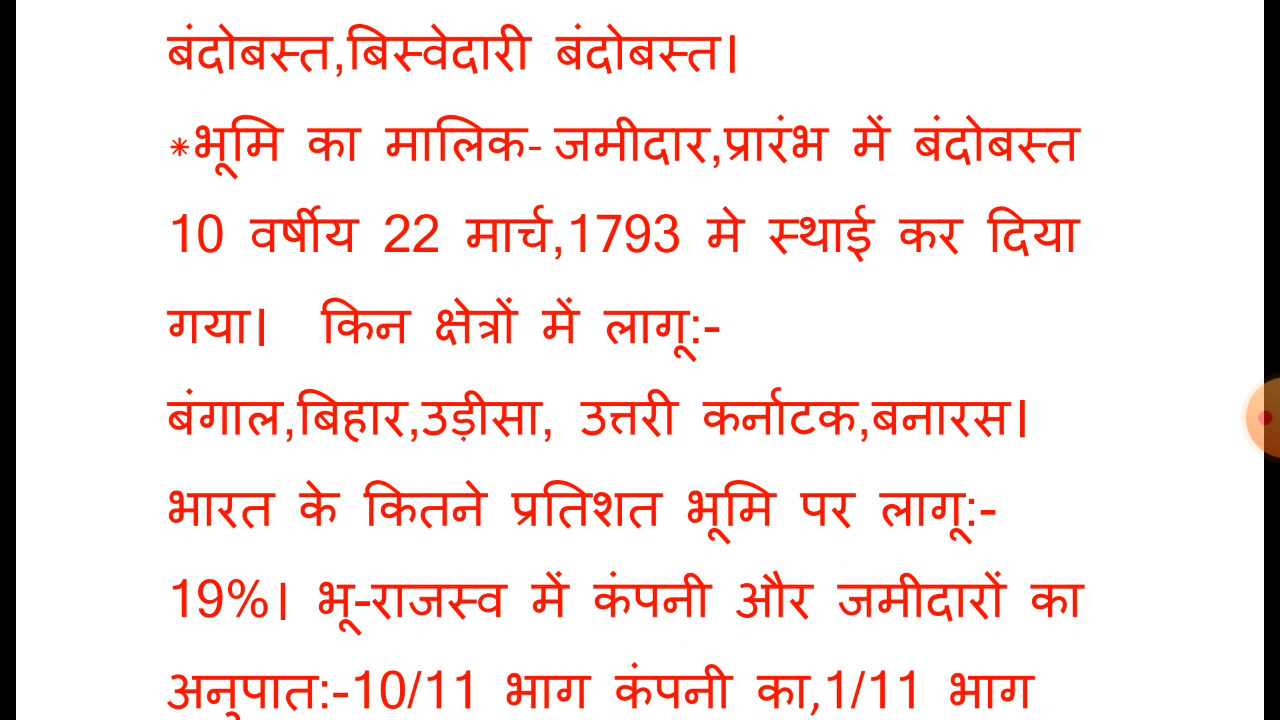 बंदोबस्त,बिस्वेदारी बंदोबस्त।
*भूमि का मालिक- जमीदार,प्रारंभ में बंदोबस्त
10 वर्षीय 22 मार्च,1793 मे स्थाई कर दिया
गया। किन क्षेत्रों में लागू:-
बंगाल,बिहार,उड़ीसा, उत्तरी कर्नाटक,बनारस।
भारत के कितने प्रतिशत भूमि पर लागू:-
19%। भू-राजस्व में कंपनी और जमीदारों का
अनुपात:-10/11 भाग कंपनी का,1/11 भाग